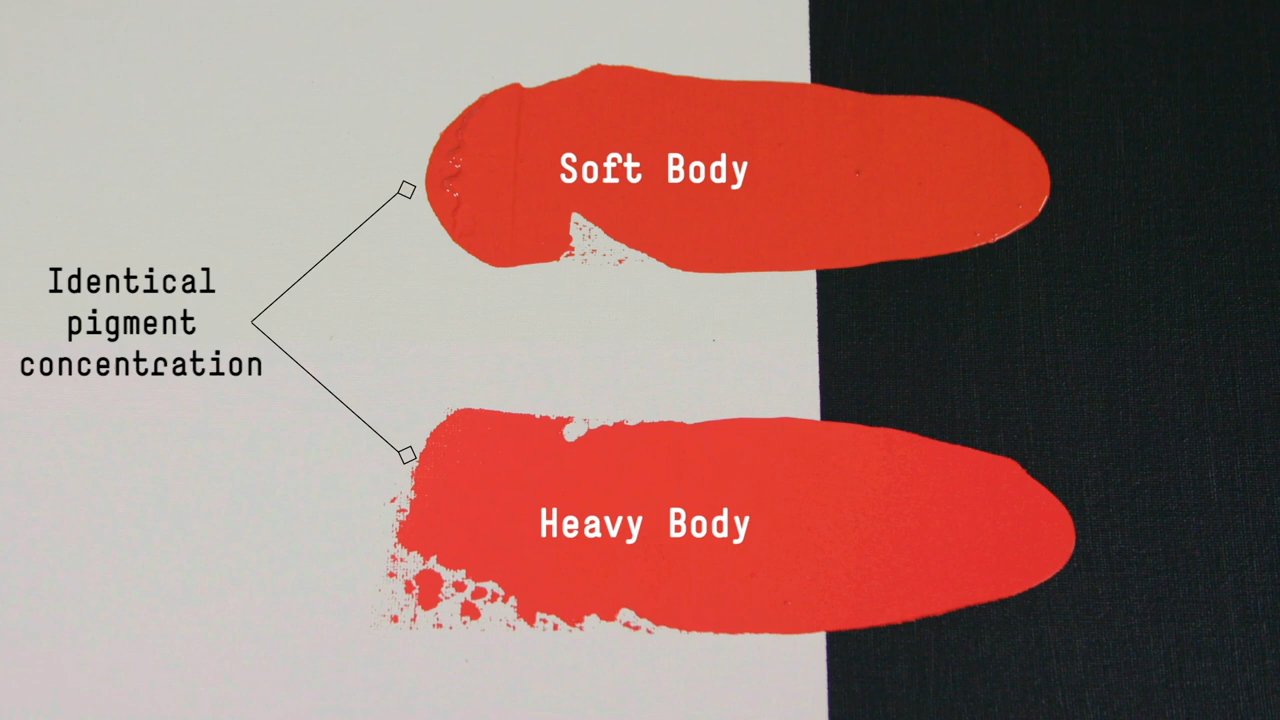 Soft Body
Identical
pigment
concentration
Heavy Body